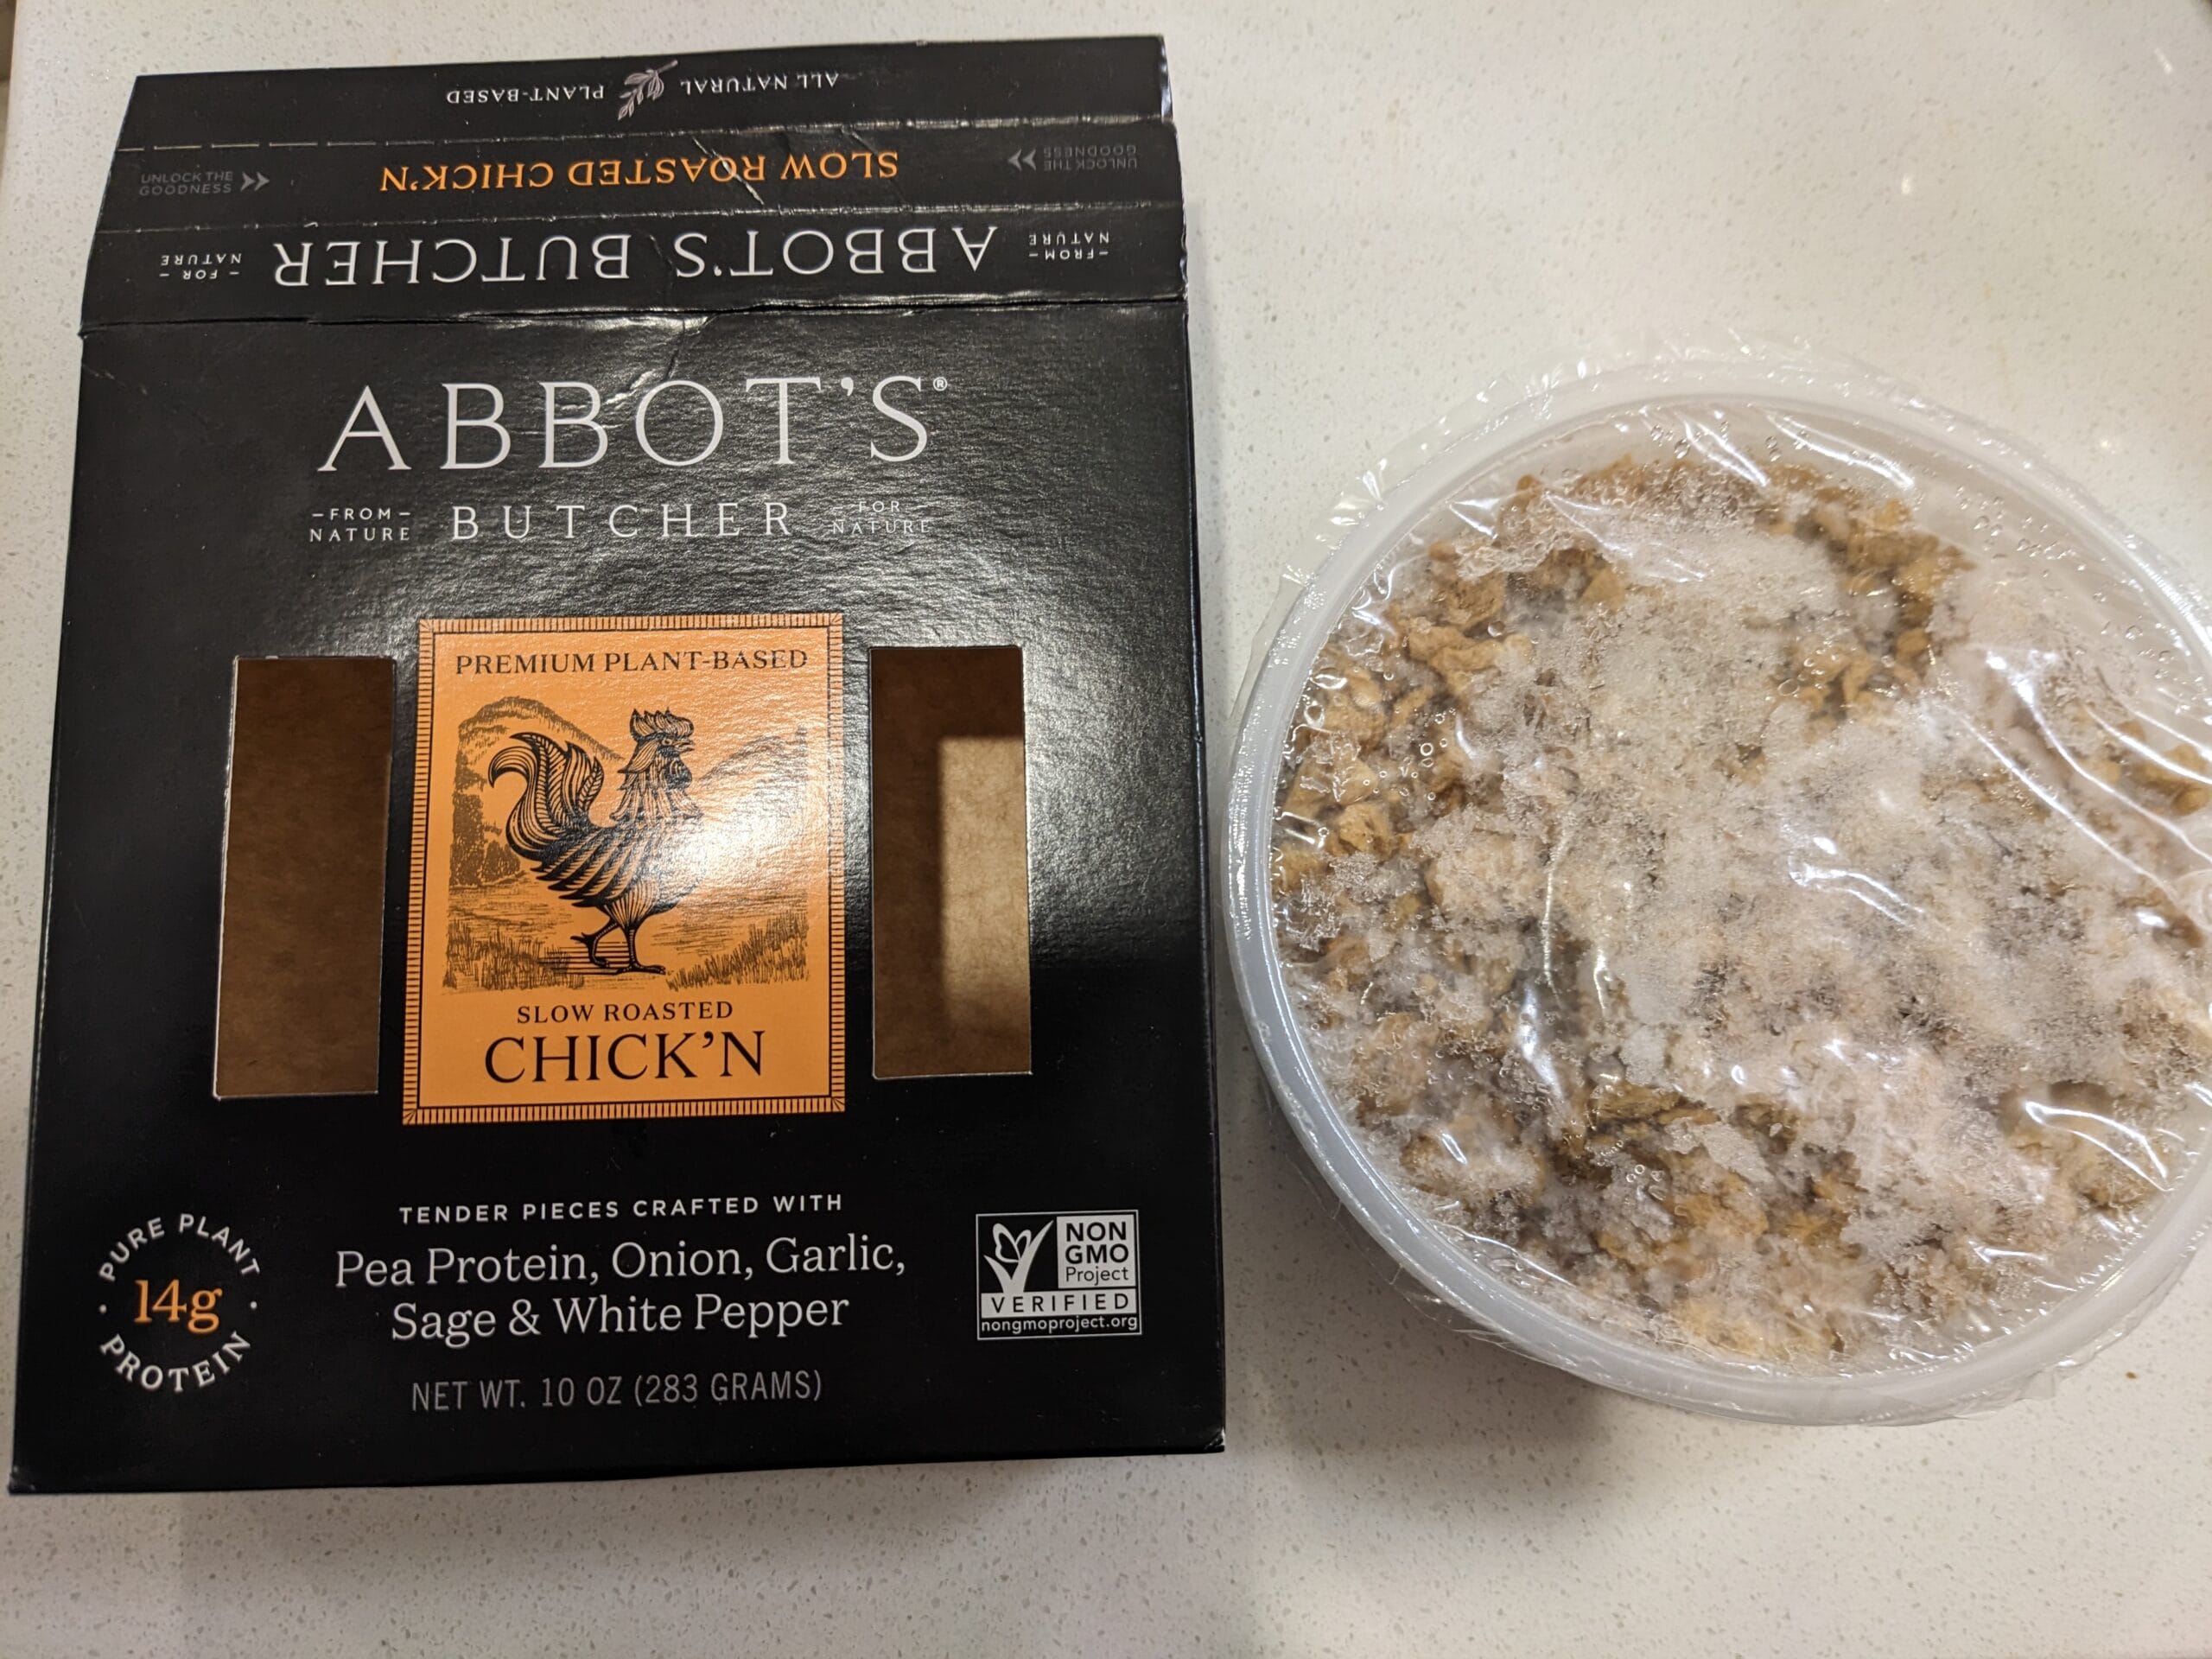 ALL NATURAL PLANT-BASED
UNLOCK THE
GOODNESS
SLOW ROASTED CHICK'N
UNLOCK THE
GOODNESS
-FROM-
NATURE
ABBOT'S BUTCHER
-FOR-
NATURE
ABBOT'S®
-FROM-
NATURE
BUTCHER
-FOR-
NATURE
PREMIUM PLANT-BASED
SLOW ROASTED
CHICK'N
TENDER PIECES CRAFTED WITH
Pea Protein, Onion, Garlic,
Sage & White Pepper
NET WT. 10 OZ (283 GRAMS)
PURE PLANT
14g
PROTEIN
NON
GMO
Project
VERIFIED
nongmoproject.org